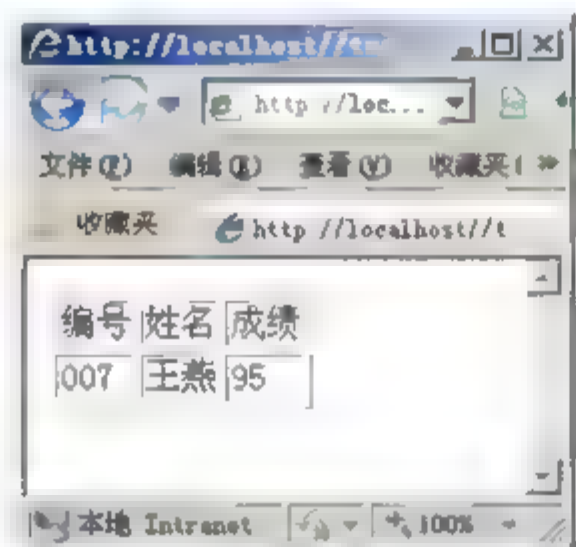 http://localhost//t
http://loc...
文件(F) 编辑(E) 查看(V) 收藏夹(
收藏夹 http //localhost//t
编号 姓名 成绩
007 王燕 95
本地 Intranet 100%